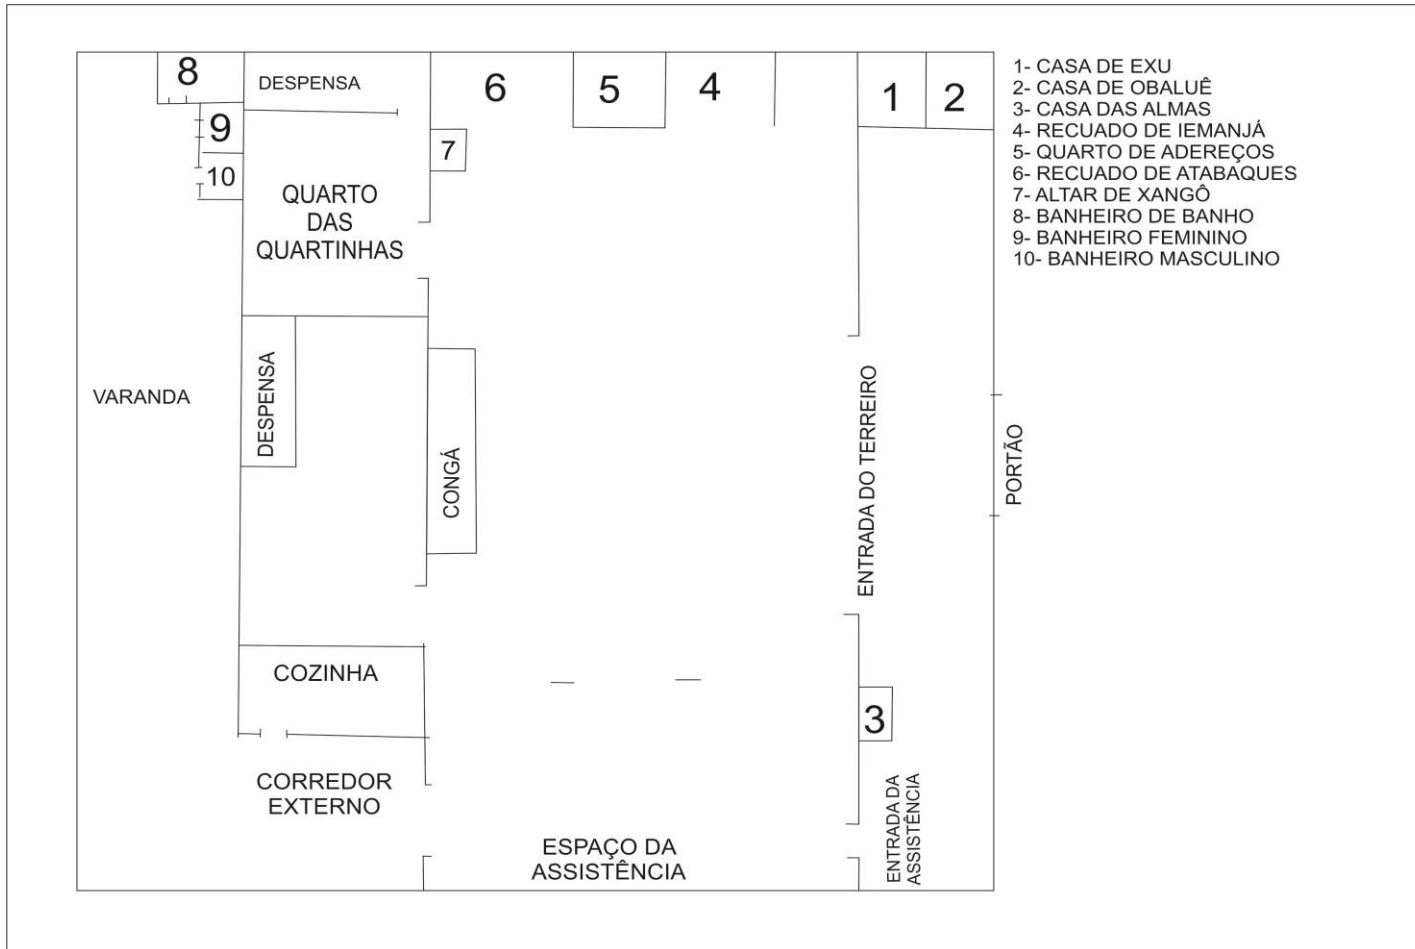 8
DESPENSA
6
5
4
1
2
9
7
10
QUARTO
DAS
QUARTINHAS
VARANDA
DESPENSA
CONGÁ
ENTRADA DO TERREIRO
PORTÃO
COZINHA
3
CORREDOR
EXTERNO
ESPAÇO DA
ASSISTÊNCIA
ENTRADA DA
ASSISTÊNCIA
1- CASA DE EXU
2- CASA DE OBALUÊ
3- CASA DAS ALMAS
4- RECUADO DE IEMANJÁ
5- QUARTO DE ADEREÇOS
6- RECUADO DE ATABAQUES
7- ALTAR DE XANGÔ
8- BANHEIRO DE BANHO
9- BANHEIRO FEMININO
10- BANHEIRO MASCULINO